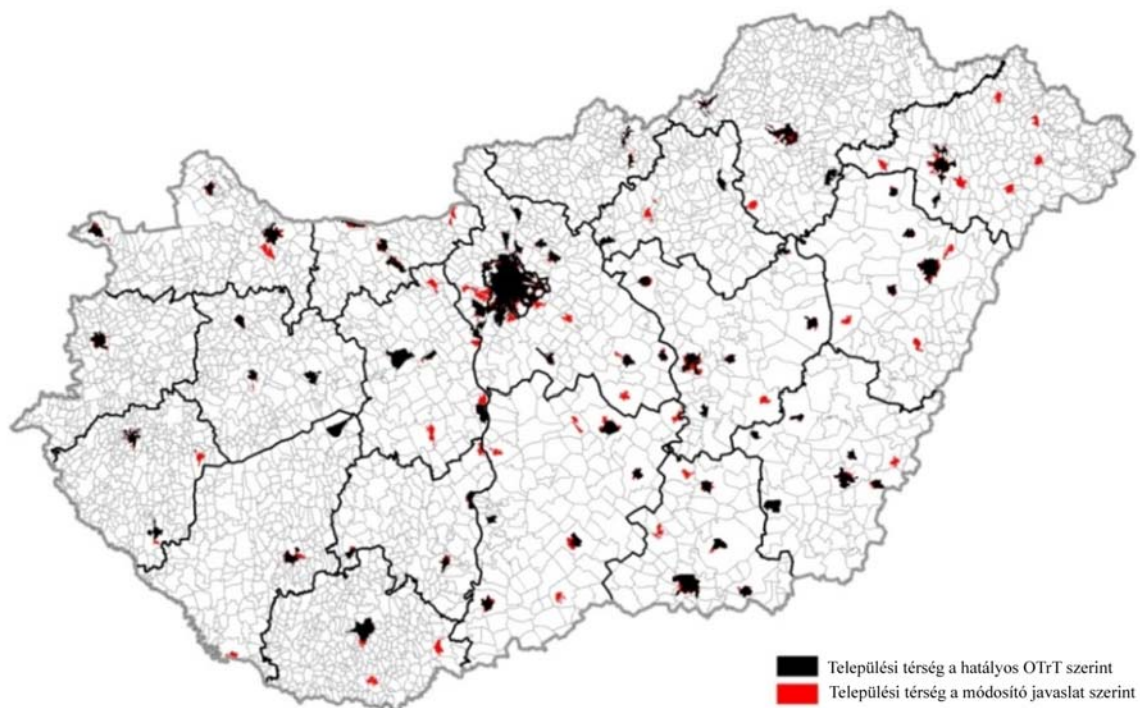 Települési térség a hatályos OTrT szerint
Települési térség a módosító javaslat szerint